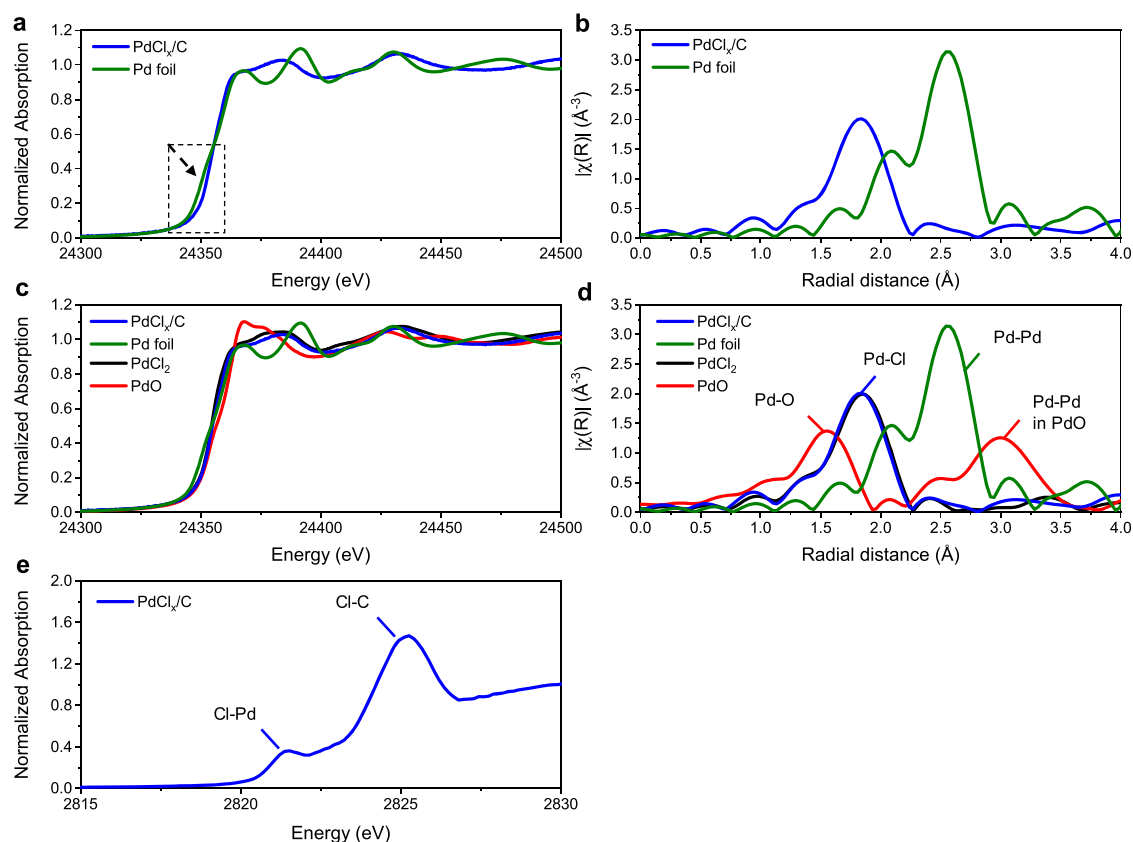 a
Normalized Absorption
1.2
1.0
0.8
0.6
0.4
0.2
0.0
PdClₓ/C
Pd foil
24300 24350 24400 24450 24500
Energy (eV)
b
|χ(R)| (Å⁻³)
3.5
3.0
2.5
2.0
1.5
1.0
0.5
0.0
PdClₓ/C
Pd foil
0.0 0.5 1.0 1.5 2.0 2.5 3.0 3.5 4.0
Radial distance (Å)
c
Normalized Absorption
1.2
1.0
0.8
0.6
0.4
0.2
0.0
PdClₓ/C
Pd foil
PdCl₂
PdO
24300 24350 24400 24450 24500
Energy (eV)
d
|χ(R)| (Å⁻³)
3.5
3.0
2.5
2.0
1.5
1.0
0.5
0.0
PdClₓ/C
Pd foil
PdCl₂
PdO
Pd-O
Pd-Cl
Pd-Pd
Pd-Pd
in PdO
0.0 0.5 1.0 1.5 2.0 2.5 3.0 3.5 4.0
Radial distance (Å)
e
Normalized Absorption
2.0
1.6
1.2
0.8
0.4
0.0
PdClₓ/C
Cl-C
Cl-Pd
2815 2820 2825 2830
Energy (eV)